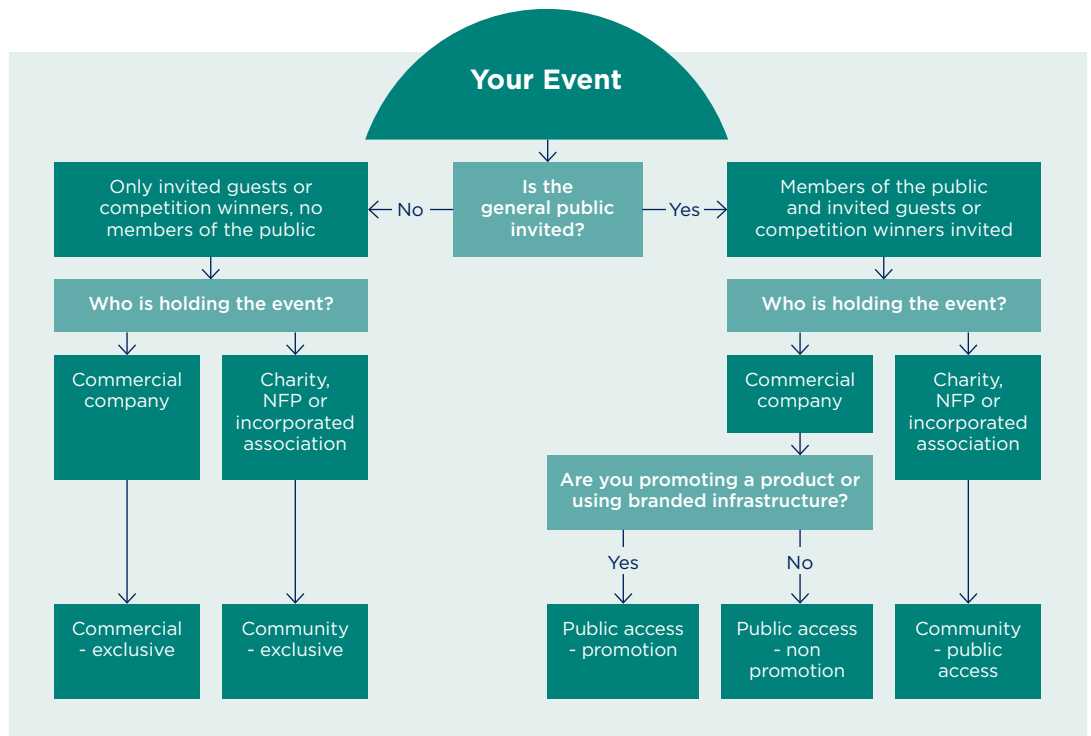 Your Event
Only invited guests or
competition winners, no
members of the public
No
Is the
general public
invited?
Yes
Members of the public
and invited guests or
competition winners invited
Who is holding the event?
Who is holding the event?
Commercial
company
Charity,
NFP or
incorporated
association
Commercial
company
Charity,
NFP or
incorporated
association
Are you promoting a product or
using branded infrastructure?
Yes
No
Commercial
- exclusive
Community
- exclusive
Public access
- promotion
Public access
- non
promotion
Community
- public
access